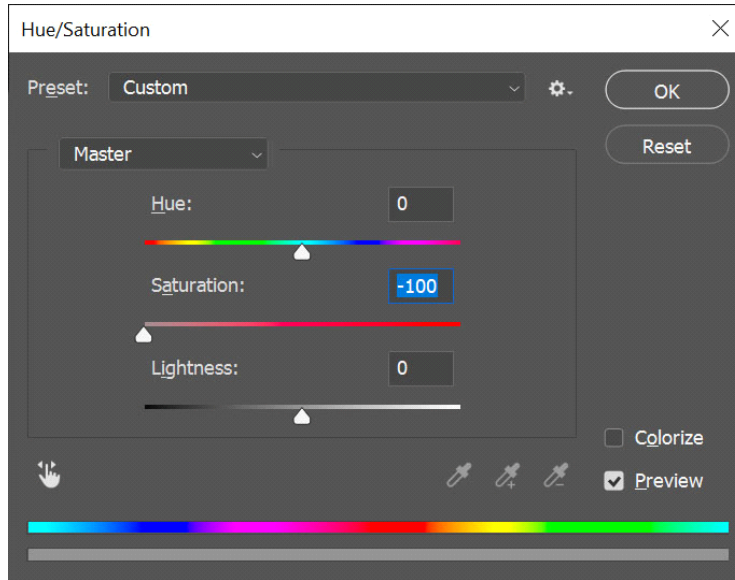 Hue/Saturation
Preset: Custom
OK
Reset
Master
Hue: 0
Saturation: -100
Lightness: 0
Colorize
Preview